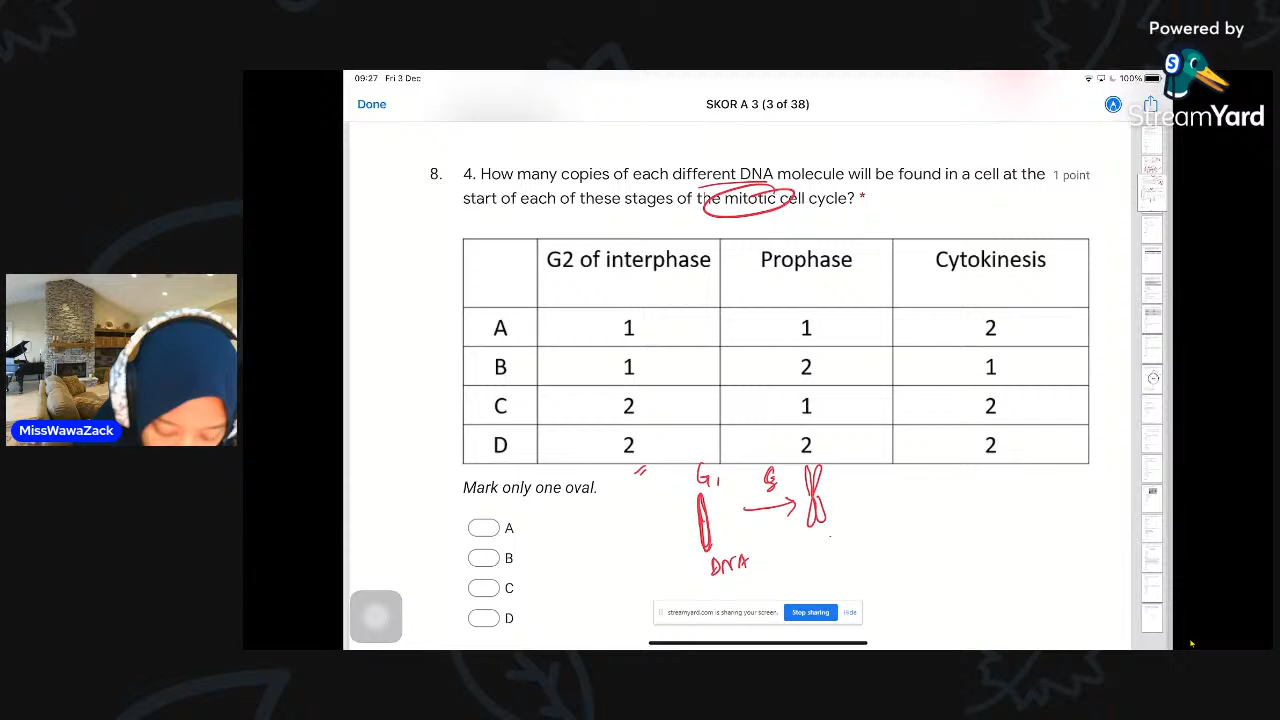 Powered by
StreamYard
09:27 Fri 3 Dec
100%
Done
SKOR A 3 (3 of 38)
8. 4. How many copies of each different DNA molecule will be found in a cell at the 1 point
start of each of these stages of the mitotic cell cycle? *
G2 of interphase Prophase Cytokinesis
A 1 1 2
B 1 2 1
C 2 1 2
D 2 2 2
G1 S
Mark only one oval.
DNA
A
B
C
D
streamyard.com is sharing your screen. Stop sharing Hide
MissWawaZack